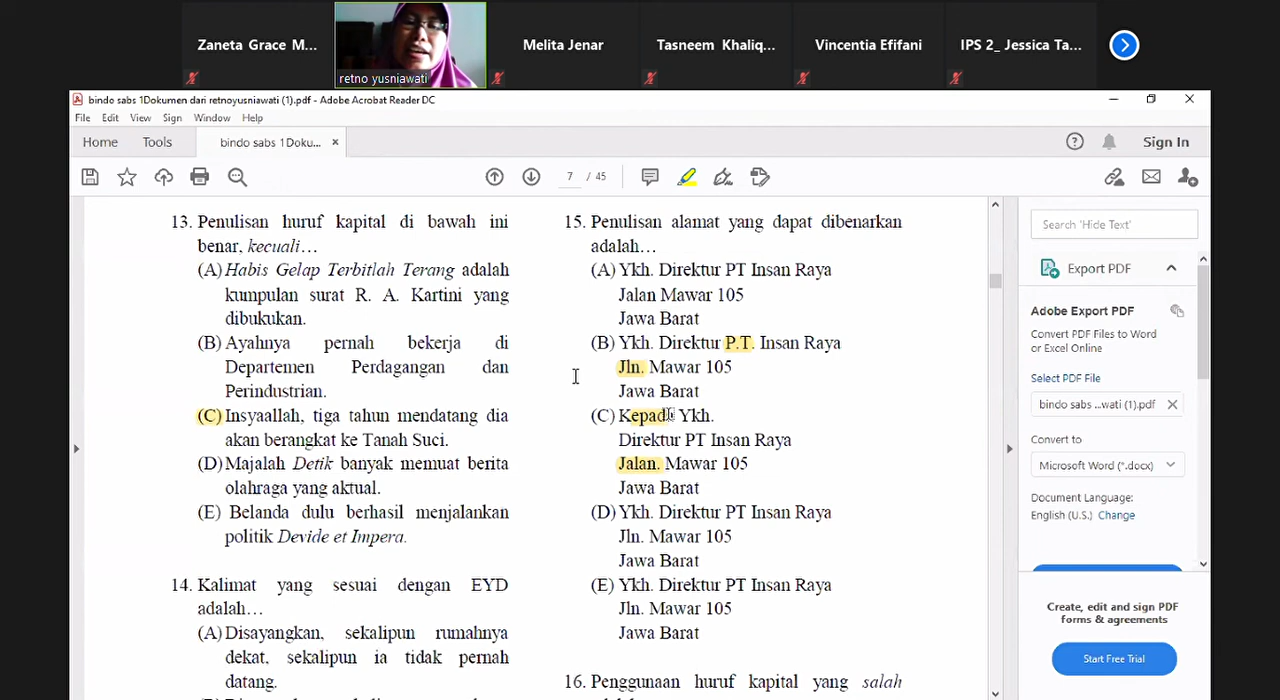 Zaneta Grace M...
retno yusniawati
Melita Jenar
Tasneem Khaliq...
Vincentia Efifani
IPS 2_ Jessica Ta...
bindo sabs 1Dokumen dari retnoyusniawati (1).pdf - Adobe Acrobat Reader DC
File Edit View Sign Window Help
Home Tools bindo sabs 1Doku... × Sign In
7 / 45
13. Penulisan huruf kapital di bawah ini
benar, kecuali…
(A) Habis Gelap Terbitlah Terang adalah
kumpulan surat R. A. Kartini yang
dibukukan.
(B) Ayahnya pernah bekerja di
Departemen Perdagangan dan
Perindustrian.
(C) Insyaallah, tiga tahun mendatang dia
akan berangkat ke Tanah Suci.
(D) Majalah Detik banyak memuat berita
olahraga yang aktual.
(E) Belanda dulu berhasil menjalankan
politik Devide et Impera.
14. Kalimat yang sesuai dengan EYD
adalah…
(A) Disayangkan, sekalipun rumahnya
dekat, sekalipun ia tidak pernah
datang.
15. Penulisan alamat yang dapat dibenarkan
adalah…
(A) Ykh. Direktur PT Insan Raya
Jalan Mawar 105
Jawa Barat
(B) Ykh. Direktur P.T. Insan Raya
Jln. Mawar 105
Jawa Barat
(C) Kepada Ykh.
Direktur PT Insan Raya
Jalan. Mawar 105
Jawa Barat
(D) Ykh. Direktur PT Insan Raya
Jln. Mawar 105
Jawa Barat
(E) Ykh. Direktur PT Insan Raya
Jln. Mawar 105
Jawa Barat
16. Penggunaan huruf kapital yang salah
Search 'Hide Text'
Export PDF
Adobe Export PDF
Convert PDF Files to Word
or Excel Online
Select PDF File
bindo sabs ...wati (1).pdf ×
Convert to
Microsoft Word (*.docx)
Document Language:
English (U.S.) Change
Create, edit and sign PDF
forms & agreements
Start Free Trial